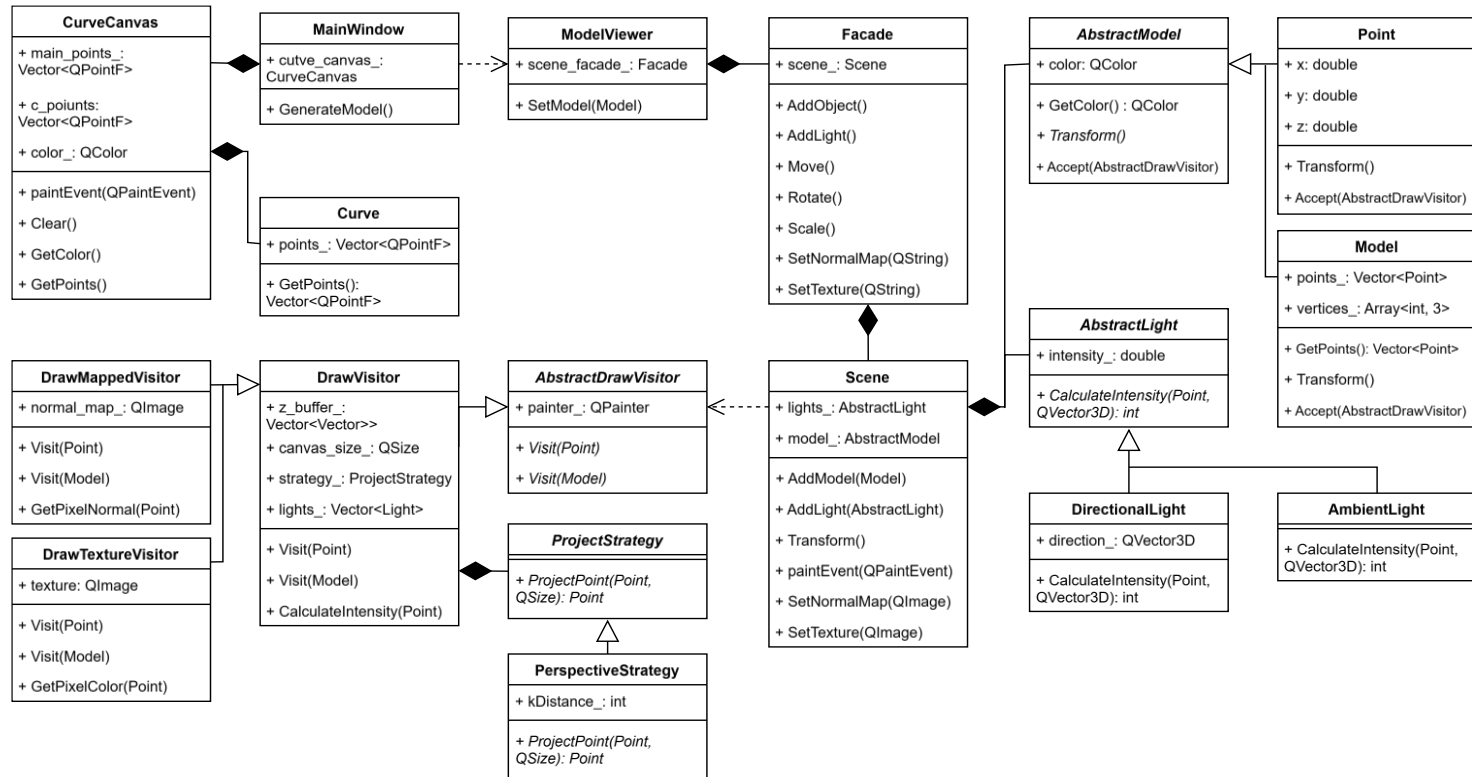 CurveCanvas
+ main_points_:
Vector<QPointF>
+ c_poiunts:
Vector<QPointF>
+ color_: QColor
+ paintEvent(QPaintEvent)
+ Clear()
+ GetColor()
+ GetPoints()
MainWindow
+ cutve_canvas_:
CurveCanvas
+ GenerateModel()
Curve
+ points_: Vector<QPointF>
+ GetPoints():
Vector<QPointF>
ModelViewer
+ scene_facade_: Facade
+ SetModel(Model)
Facade
+ scene_: Scene
+ AddObject()
+ AddLight()
+ Move()
+ Rotate()
+ Scale()
+ SetNormalMap(QString)
+ SetTexture(QString)
AbstractModel
+ color: QColor
+ GetColor() : QColor
+ Transform()
+ Accept(AbstractDrawVisitor)
Point
+ x: double
+ y: double
+ z: double
+ Transform()
+ Accept(AbstractDrawVisitor)
Model
+ points_: Vector<Point>
+ vertices_: Array<int, 3>
+ GetPoints(): Vector<Point>
+ Transform()
+ Accept(AbstractDrawVisitor)
AbstractLight
+ intensity_: double
+ CalculateIntensity(Point,
QVector3D): int
DrawMappedVisitor
+ normal_map_: QImage
+ Visit(Point)
+ Visit(Model)
+ GetPixelNormal(Point)
DrawTextureVisitor
+ texture: QImage
+ Visit(Point)
+ Visit(Model)
+ GetPixelColor(Point)
DrawVisitor
+ z_buffer_:
Vector<Vector>>
+ canvas_size_: QSize
+ strategy_: ProjectStrategy
+ lights_: Vector<Light>
+ Visit(Point)
+ Visit(Model)
+ CalculateIntensity(Point)
AbstractDrawVisitor
+ painter_: QPainter
+ Visit(Point)
+ Visit(Model)
ProjectStrategy
+ ProjectPoint(Point,
QSize): Point
PerspectiveStrategy
+ kDistance_: int
+ ProjectPoint(Point,
QSize): Point
Scene
+ lights_: AbstractLight
+ model_: AbstractModel
+ AddModel(Model)
+ AddLight(AbstractLight)
+ Transform()
+ paintEvent(QPaintEvent)
+ SetNormalMap(QImage)
+ SetTexture(QImage)
DirectionalLight
+ direction_: QVector3D
+ CalculateIntensity(Point,
QVector3D): int
AmbientLight
+ CalculateIntensity(Point,
QVector3D): int